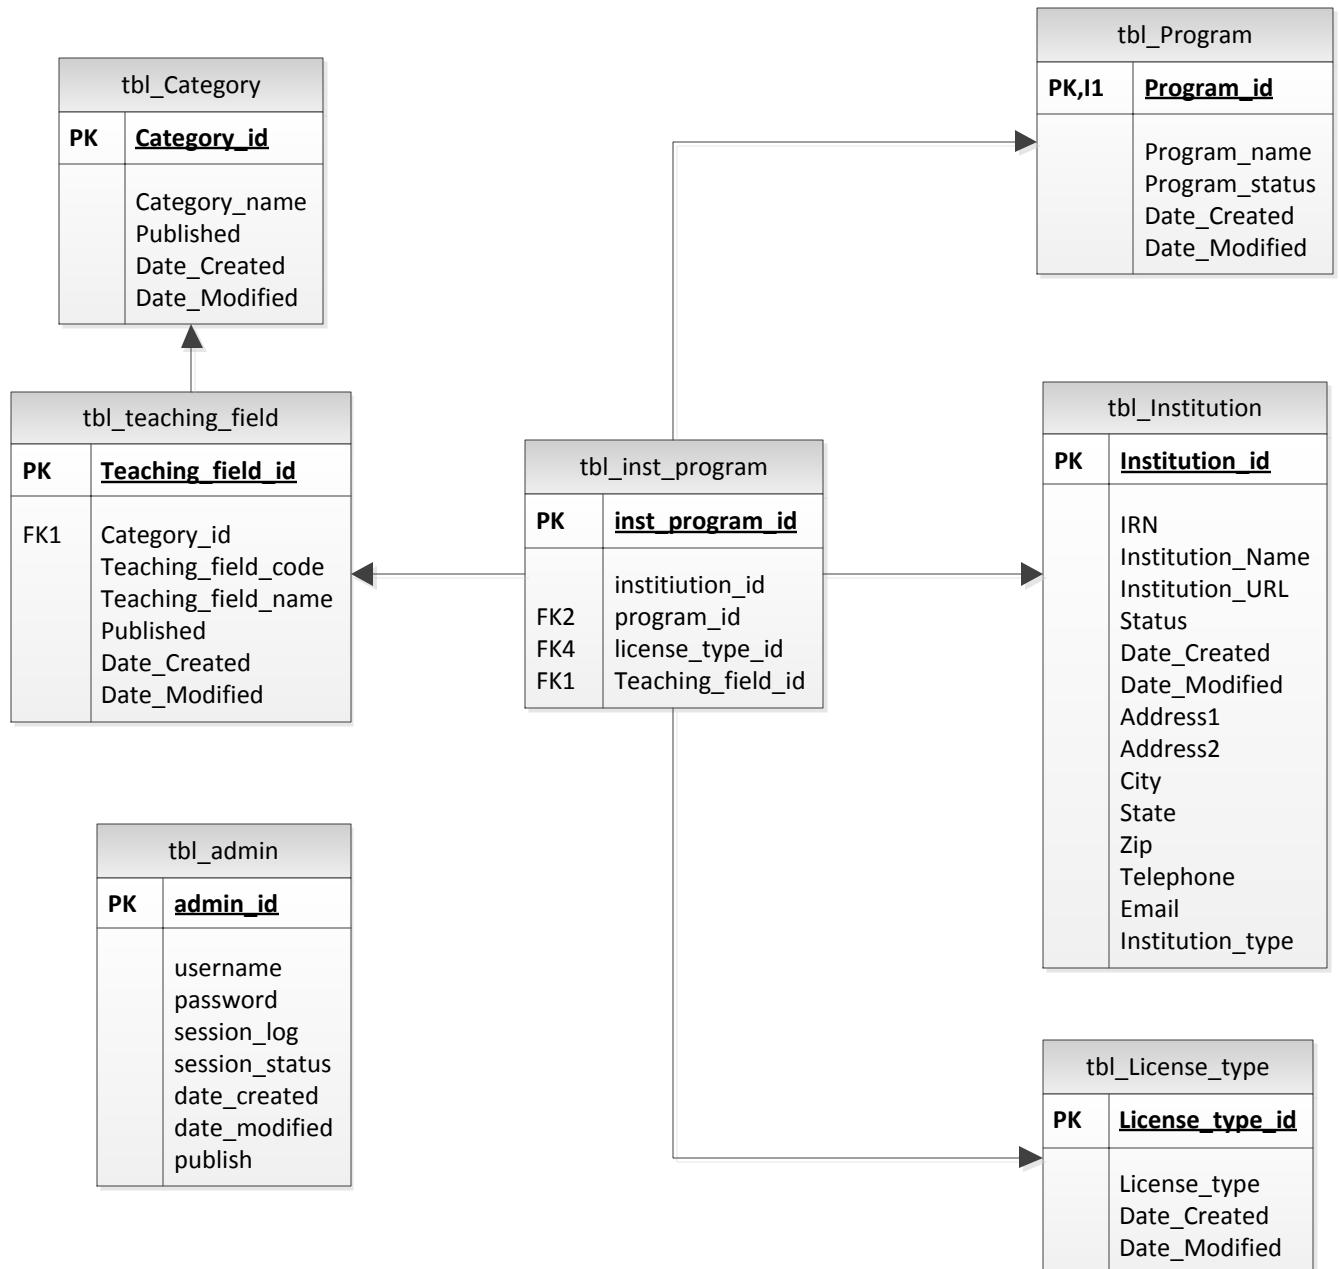 tbl_Category
PK Category_id
Category_name
Published
Date_Created
Date_Modified
tbl_teaching_field
PK Teaching_field_id
FK1 Category_id
Teaching_field_code
Teaching_field_name
Published
Date_Created
Date_Modified
tbl_admin
PK admin_id
username
password
session_log
session_status
date_created
date_modified
publish
tbl_inst_program
PK inst_program_id
institiution_id
FK2 program_id
FK4 license_type_id
FK1 Teaching_field_id
tbl_Program
PK,I1 Program_id
Program_name
Program_status
Date_Created
Date_Modified
tbl_Institution
PK Institution_id
IRN
Institution_Name
Institution_URL
Status
Date_Created
Date_Modified
Address1
Address2
City
State
Zip
Telephone
Email
Institution_type
tbl_License_type
PK License_type_id
License_type
Date_Created
Date_Modified